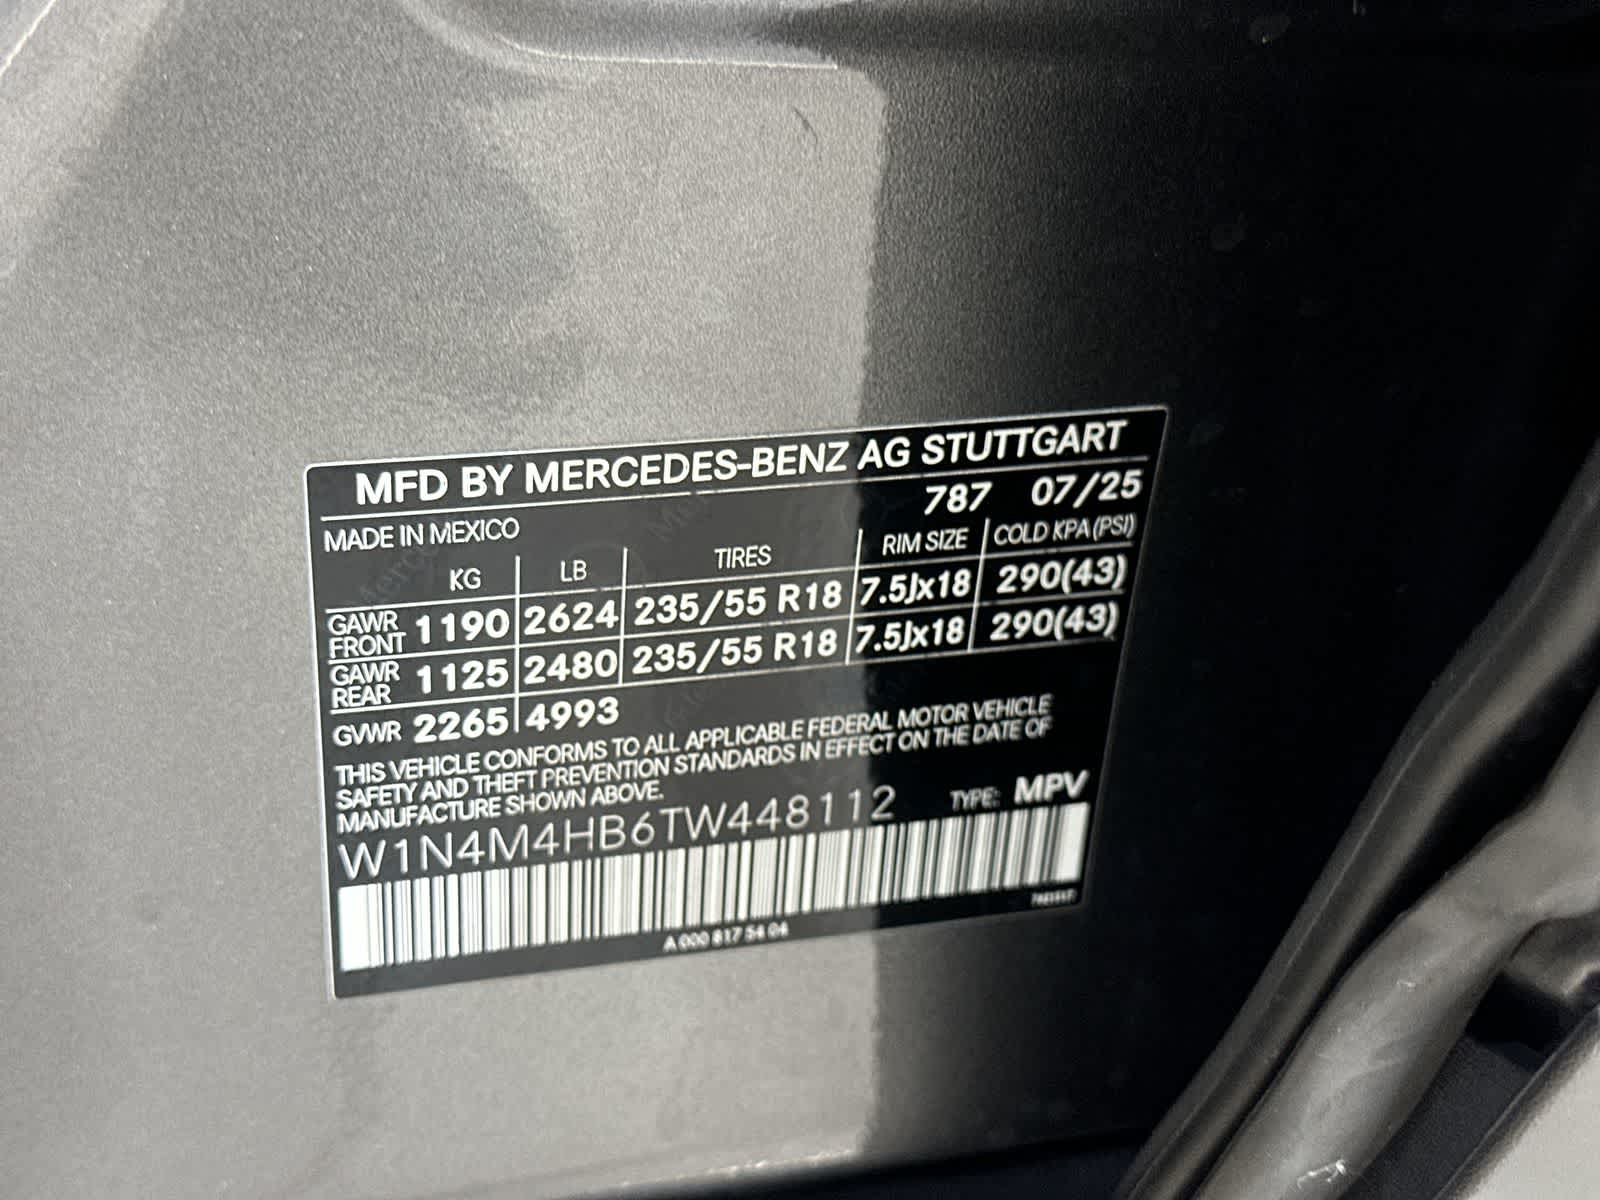 MFD BY MERCEDES-BENZ AG STUTTGART
787 07/25
MADE IN MEXICO
KG LB TIRES RIM SIZE COLD KPA(PSI)
GAWR FRONT 1190 2624 235/55 R18 7.5Jx18 290(43)
GAWR REAR 1125 2480 235/55 R18 7.5Jx18 290(43)
GVWR 2265 4993
THIS VEHICLE CONFORMS TO ALL APPLICABLE FEDERAL MOTOR VEHICLE
SAFETY AND THEFT PREVENTION STANDARDS IN EFFECT ON THE DATE OF
MANUFACTURE SHOWN ABOVE.
W1N4M4HB6TW448112 TYPE: MPV
A 000 817 54 04